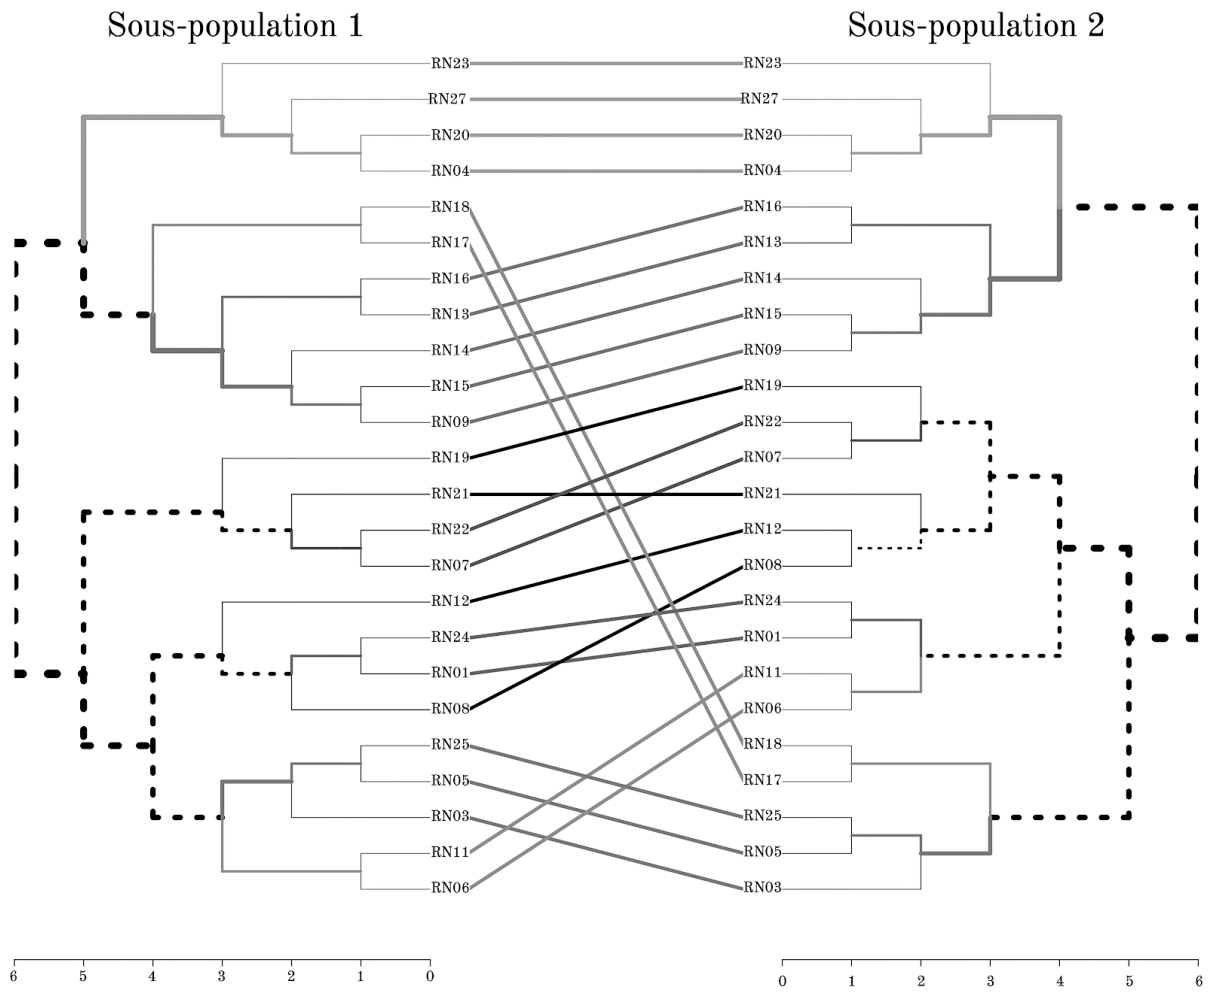 Sous-population 1 Sous-population 2
RN23 RN23
RN27 RN27
RN20 RN20
RN04 RN04
RN18 RN16
RN17 RN13
RN16 RN14
RN13 RN15
RN14 RN09
RN15 RN19
RN09 RN22
RN19 RN07
RN21 RN21
RN22 RN12
RN07 RN08
RN12 RN24
RN24 RN01
RN01 RN11
RN08 RN06
RN25 RN18
RN05 RN17
RN03 RN25
RN11 RN05
RN06 RN03
6 5 4 3 2 1 0 0 1 2 3 4 5 6